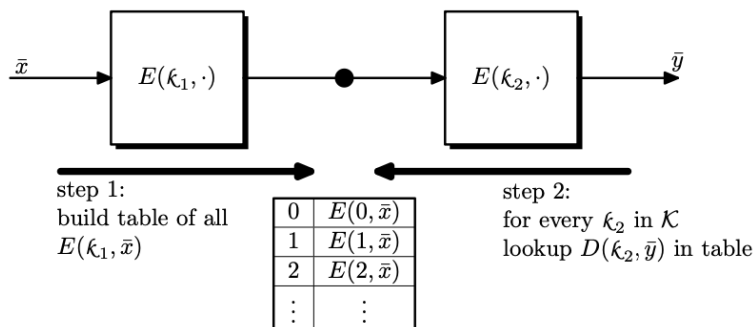 x̄
E(𝓀₁, ·)
E(𝓀₂, ·)
ȳ
step 1:
build table of all
E(𝓀₁, x̄)
0 E(0, x̄)
1 E(1, x̄)
2 E(2, x̄)
⋮ ⋮
step 2:
for every 𝓀₂ in 𝒦
lookup D(𝓀₂, ȳ) in table